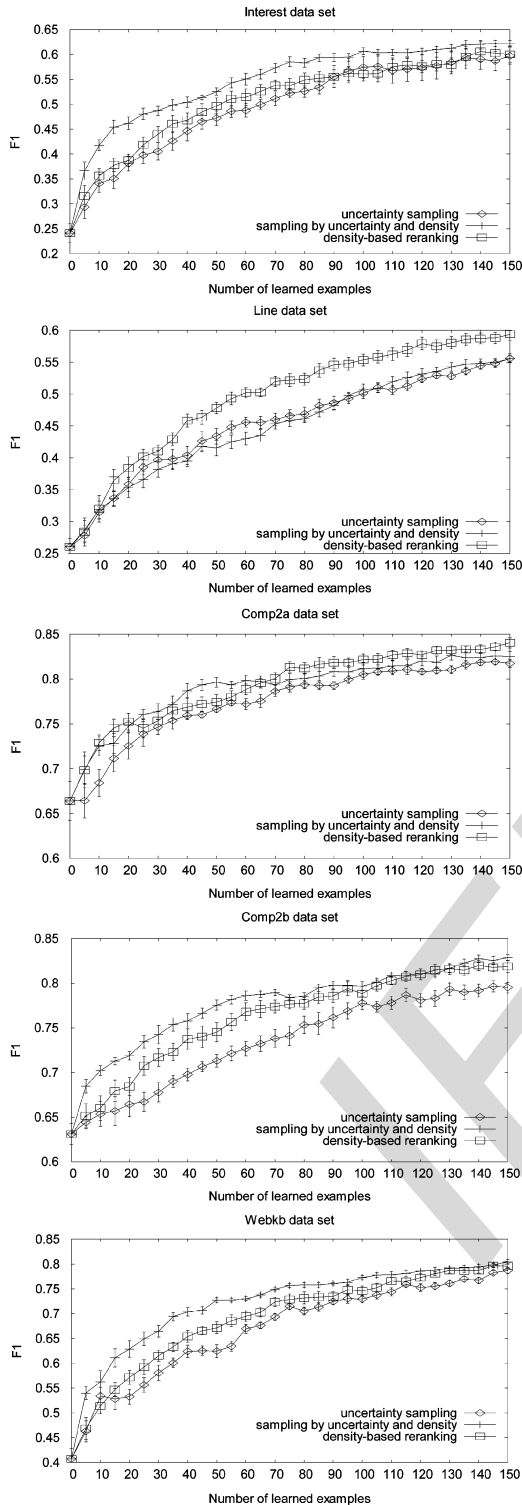 Interest data set
0.65
0.6
0.55
0.5
0.45
0.4
0.35
0.3
0.25
0.2
F1
uncertainty sampling
sampling by uncertainty and density
density-based reranking
0 10 20 30 40 50 60 70 80 90 100 110 120 130 140 150
Number of learned examples
Line data set
0.6
0.55
0.5
0.45
0.4
0.35
0.3
0.25
F1
uncertainty sampling
sampling by uncertainty and density
density-based reranking
0 10 20 30 40 50 60 70 80 90 100 110 120 130 140 150
Number of learned examples
Comp2a data set
0.85
0.8
0.75
0.7
0.65
0.6
F1
uncertainty sampling
sampling by uncertainty and density
density-based reranking
0 10 20 30 40 50 60 70 80 90 100 110 120 130 140 150
Number of learned examples
Comp2b data set
0.85
0.8
0.75
0.7
0.65
0.6
F1
uncertainty sampling
sampling by uncertainty and density
density-based reranking
0 10 20 30 40 50 60 70 80 90 100 110 120 130 140 150
Number of learned examples
Webkb data set
0.85
0.8
0.75
0.7
0.65
0.6
0.55
0.5
0.45
0.4
F1
uncertainty sampling
sampling by uncertainty and density
density-based reranking
0 10 20 30 40 50 60 70 80 90 100 110 120 130 140 150
Number of learned examples